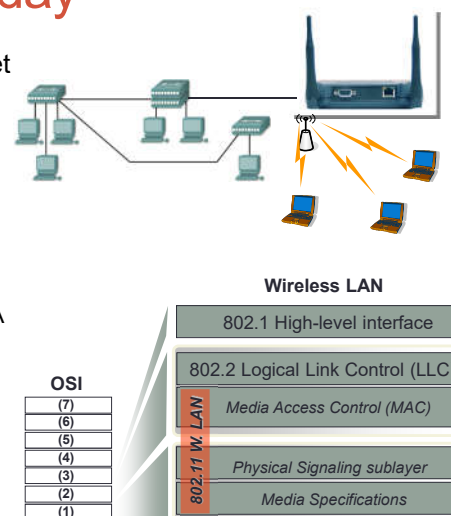 day
et
Wireless LAN
A
802.1 High-level interface
802.2 Logical Link Control (LLC
OSI
Media Access Control (MAC)
802.11 W. LAN
(7)
(6)
(5)
(4)
(3)
(2)
(1)
Physical Signaling sublayer
Media Specifications